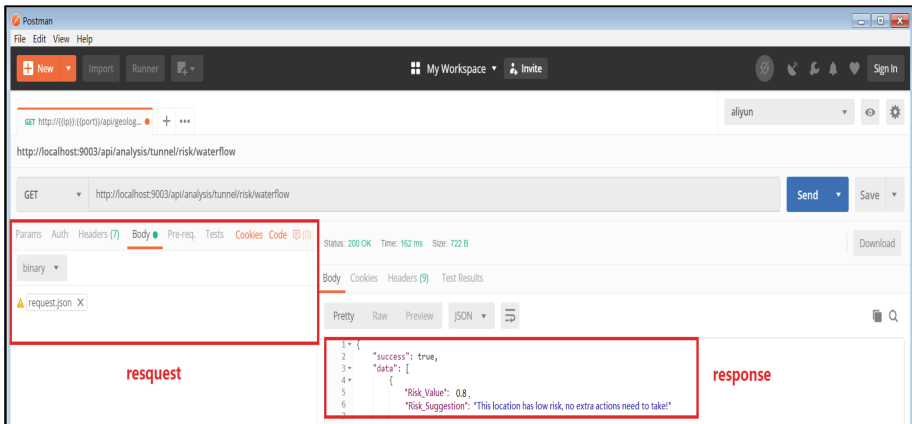 Postman
File Edit View Help
New Import Runner My Workspace Invite Sign In
GET http://{{ip}}:{{port}}/api/geolog... + ••• aliyun
http://localhost:9003/api/analysis/tunnel/risk/waterflow
GET http://localhost:9003/api/analysis/tunnel/risk/waterflow Send Save
Params Auth Headers (7) Body Pre-req. Tests Cookies Code (0)
Status: 200 OK Time: 162 ms Size: 722 B Download
binary
Body Cookies Headers (9) Test Results
request.json X
Pretty Raw Preview JSON
1 {
2 "success": true,
3 "data": [
4 {
5 "Risk_Value": 0.8 ,
6 "Risk_Suggestion": "This location has low risk, no extra actions need to take!"
resquest
response